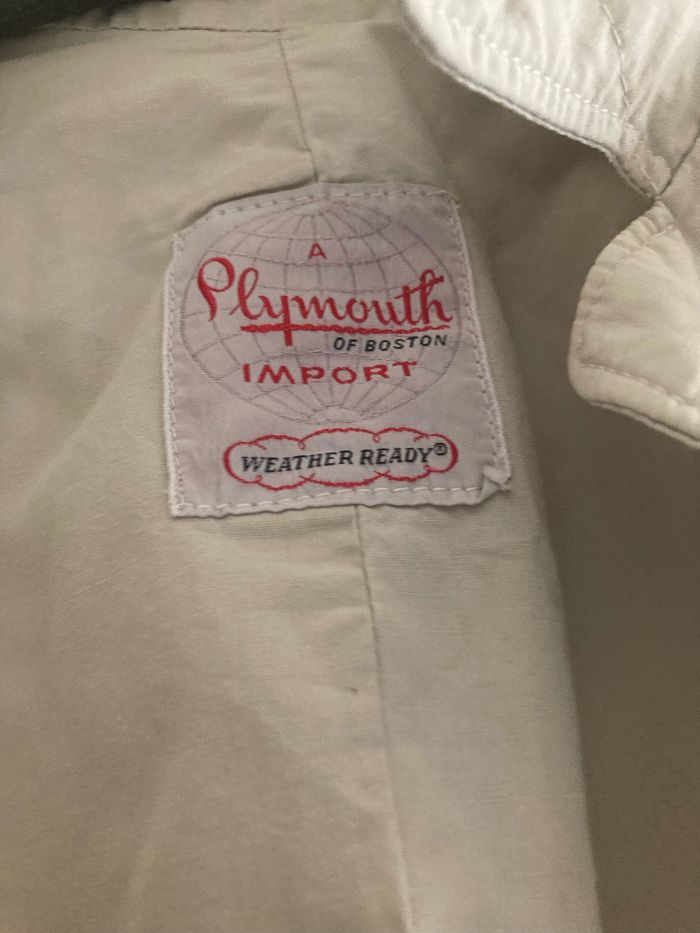 A
Plymouth
OF BOSTON
IMPORT
WEATHER READY®